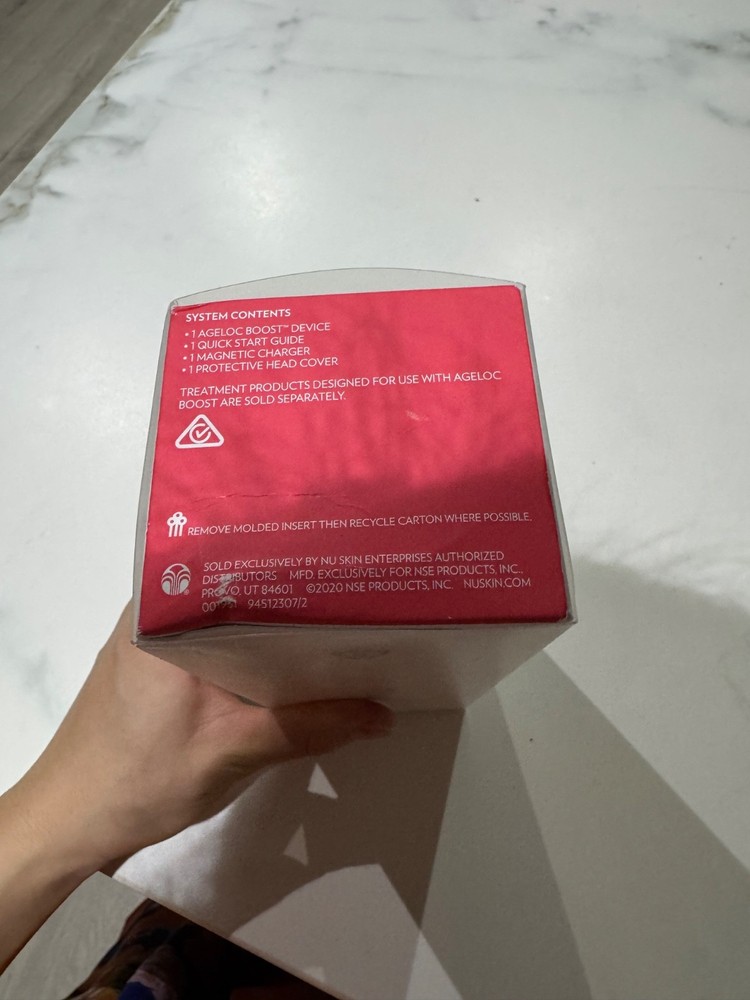 SYSTEM CONTENTS
• 1 AGELOC BOOST™ DEVICE
• 1 QUICK START GUIDE
• 1 MAGNETIC CHARGER
• 1 PROTECTIVE HEAD COVER
TREATMENT PRODUCTS DESIGNED FOR USE WITH AGELOC
BOOST ARE SOLD SEPARATELY.
REMOVE MOLDED INSERT THEN RECYCLE CARTON WHERE POSSIBLE.
SOLD EXCLUSIVELY BY NU SKIN ENTERPRISES AUTHORIZED
DISTRIBUTORS MFD. EXCLUSIVELY FOR NSE PRODUCTS, INC.,
PROVO, UT 84601 ©2020 NSE PRODUCTS, INC. NUSKIN.COM
94512307/2